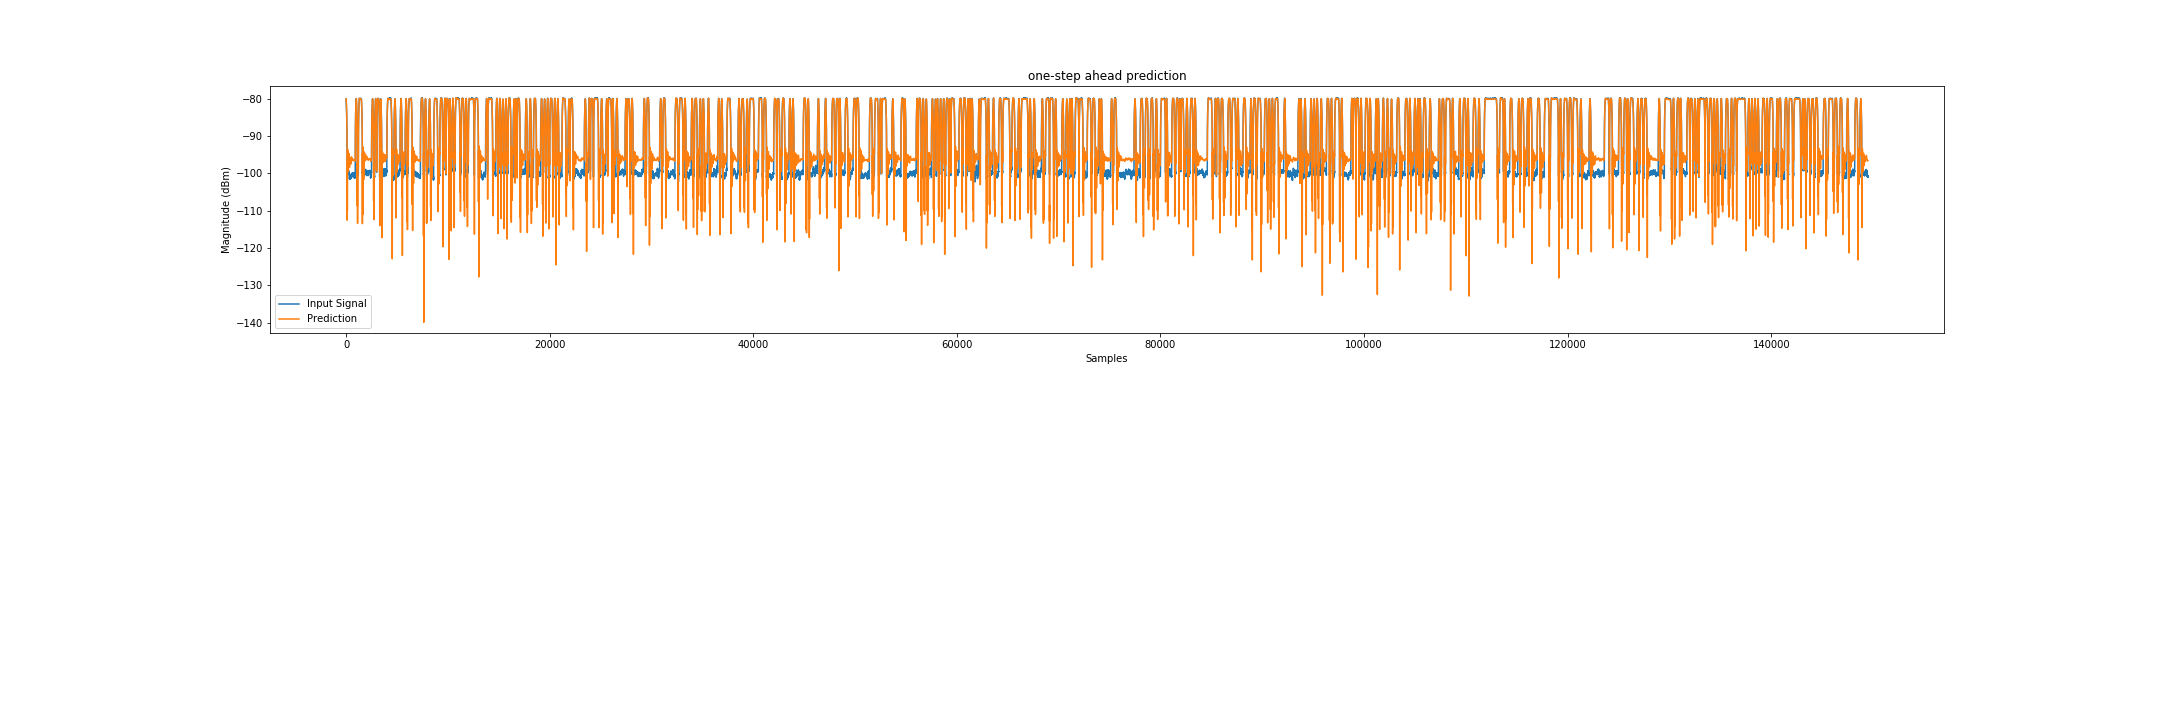 one-step ahead prediction
Magnitude (dBm)
−80
−90
−100
−110
−120
−130
−140
Input Signal
Prediction
0 20000 40000 60000 80000 100000 120000 140000
Samples